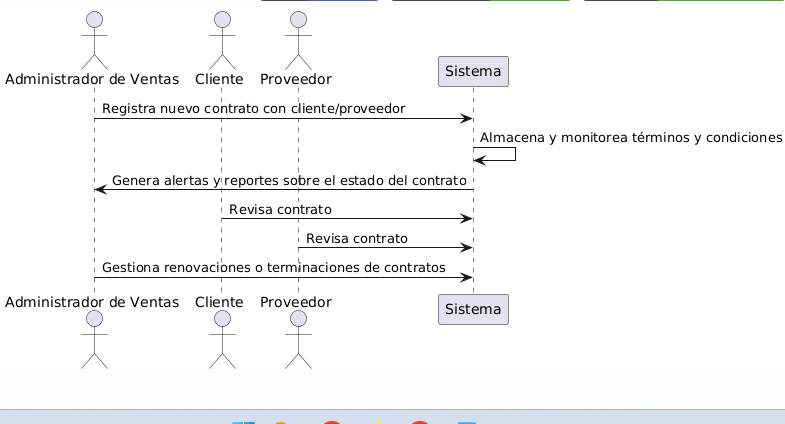 Administrador de Ventas Cliente Proveedor Sistema
Registra nuevo contrato con cliente/proveedor
Almacena y monitorea términos y condiciones
Genera alertas y reportes sobre el estado del contrato
Revisa contrato
Revisa contrato
Gestiona renovaciones o terminaciones de contratos
Administrador de Ventas Cliente Proveedor Sistema